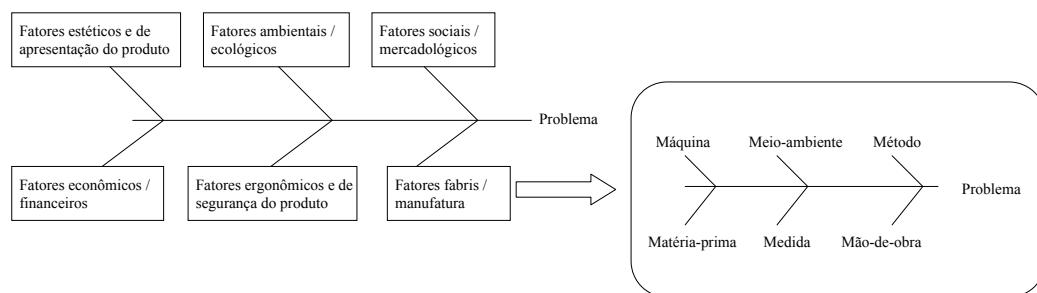 Fatores estéticos e de
apresentação do produto
Fatores ambientais /
ecológicos
Fatores sociais /
mercadológicos
Problema
Fatores econômicos /
financeiros
Fatores ergonômicos e de
segurança do produto
Fatores fabris /
manufatura
Máquina
Meio-ambiente
Método
Problema
Matéria-prima
Medida
Mão-de-obra